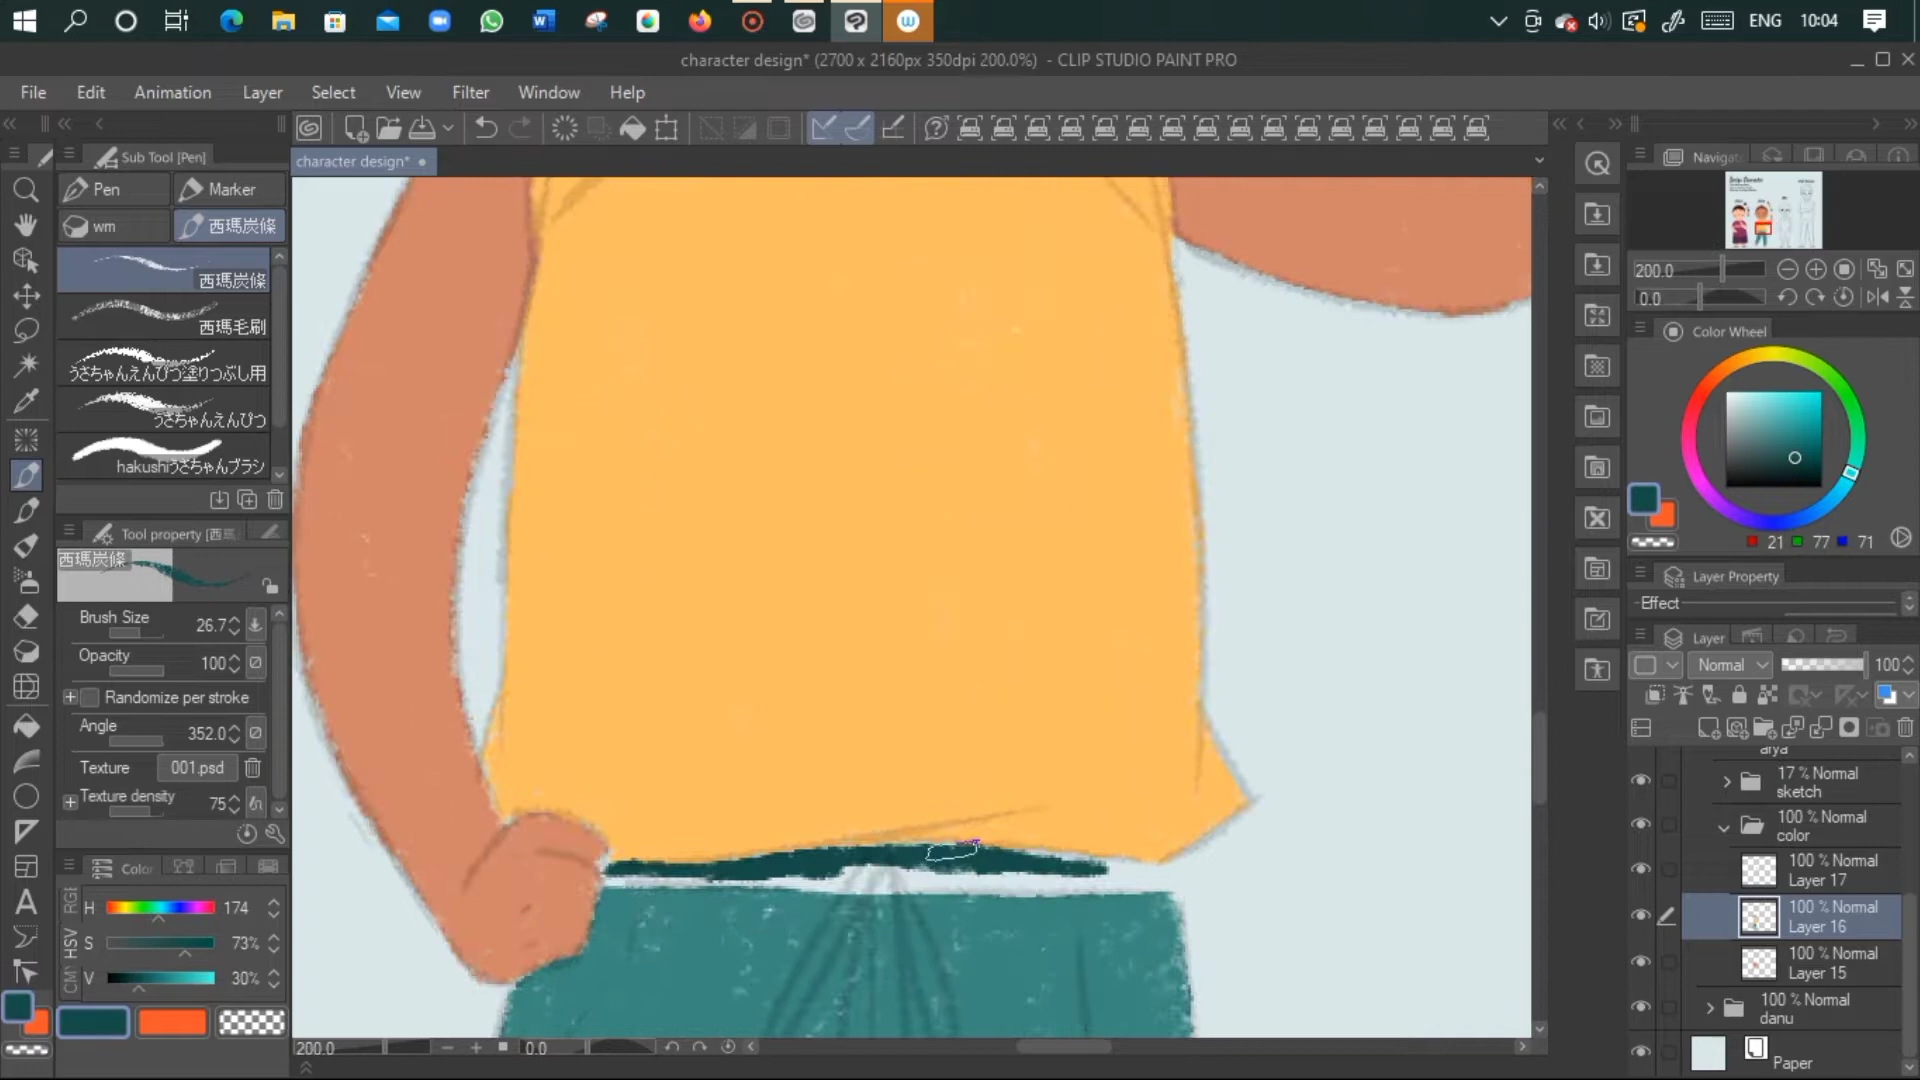 W
ENG
10:04
w
character design* (2700 x 2160px 350dpi 200.0%) - CLIP STUDIO PAINT PRO
File Edit Animation Layer Select View Filter Window Help
Sub Tool [Pen]
character design*
Navigat
Pen
Marker
wm
西瑪炭條
西瑪炭條
西瑪毛刷
うさちゃんえんぴつ塗りつぶし用
うさちゃんえんぴつ
hakushiうさちゃんブラシ
200.0
0.0
Color Wheel
21 77 71
Tool property [西瑪
西瑪炭條
Brush Size 26.7
Opacity 100
Randomize per stroke
Angle 352.0
Texture 001.psd
Texture density 75
Layer Property
Effect
Layer
Normal 100
arya
17 % Normal
sketch
100 % Normal
color
100 % Normal
Layer 17
100 % Normal
Layer 16
100 % Normal
Layer 15
100 % Normal
danu
Paper
Color
RGB
HSV
CM
H 174
S 73%
V 30%
A
200.0
0.0